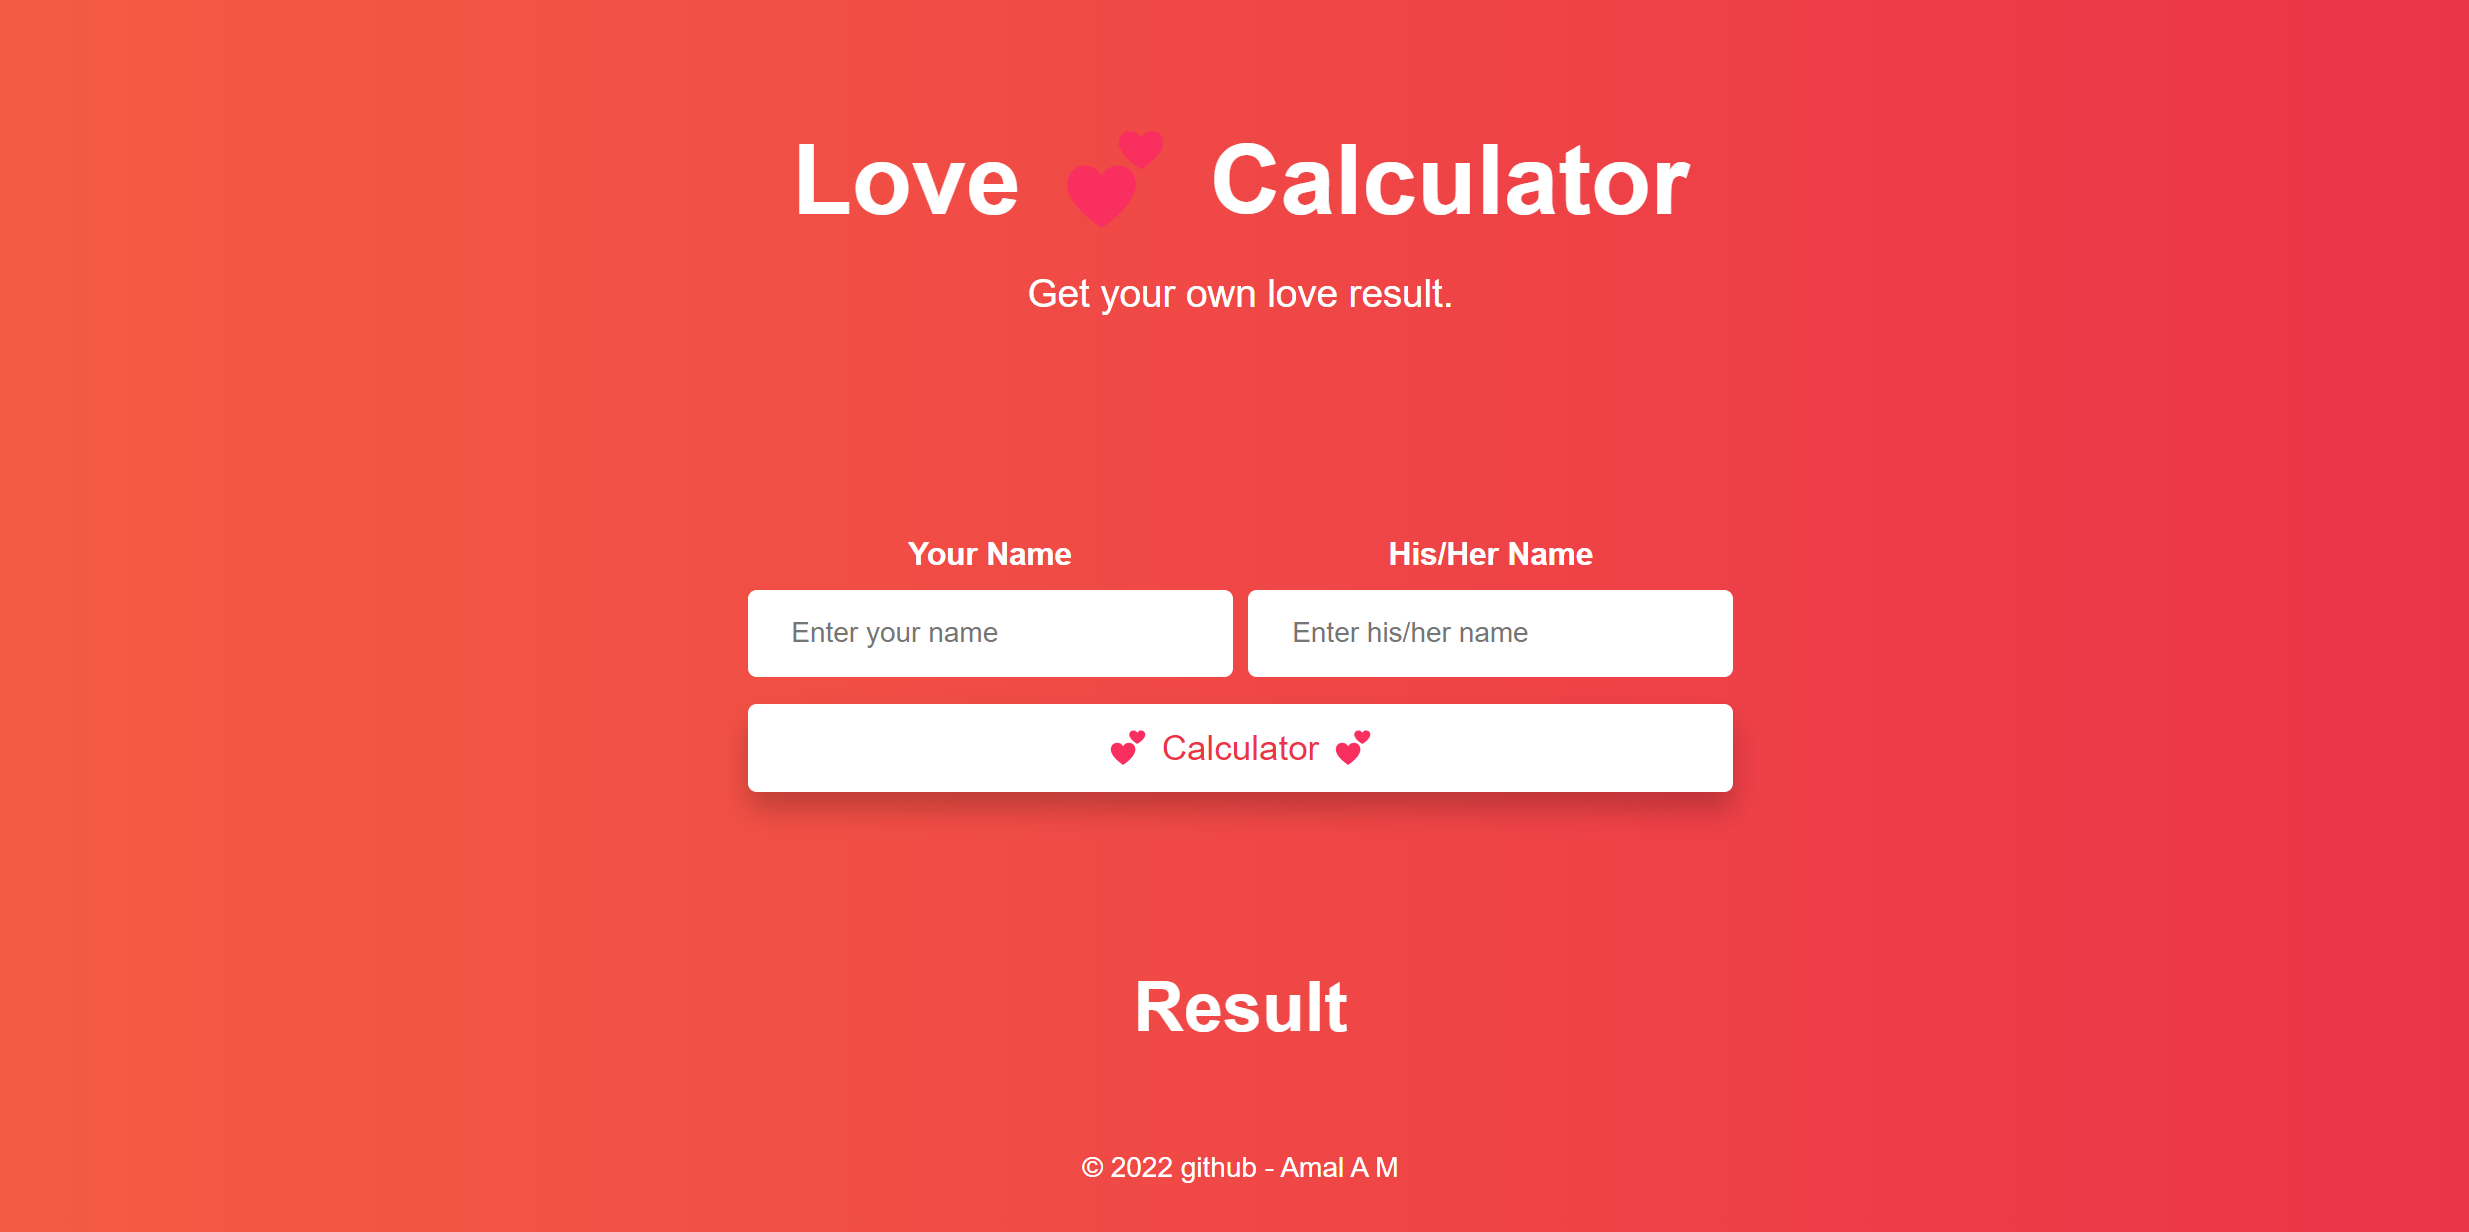 Love 💕 Calculator
Get your own love result.
Your Name
His/Her Name
Enter your name
Enter his/her name
💕 Calculator 💕
Result
© 2022 github - Amal A M